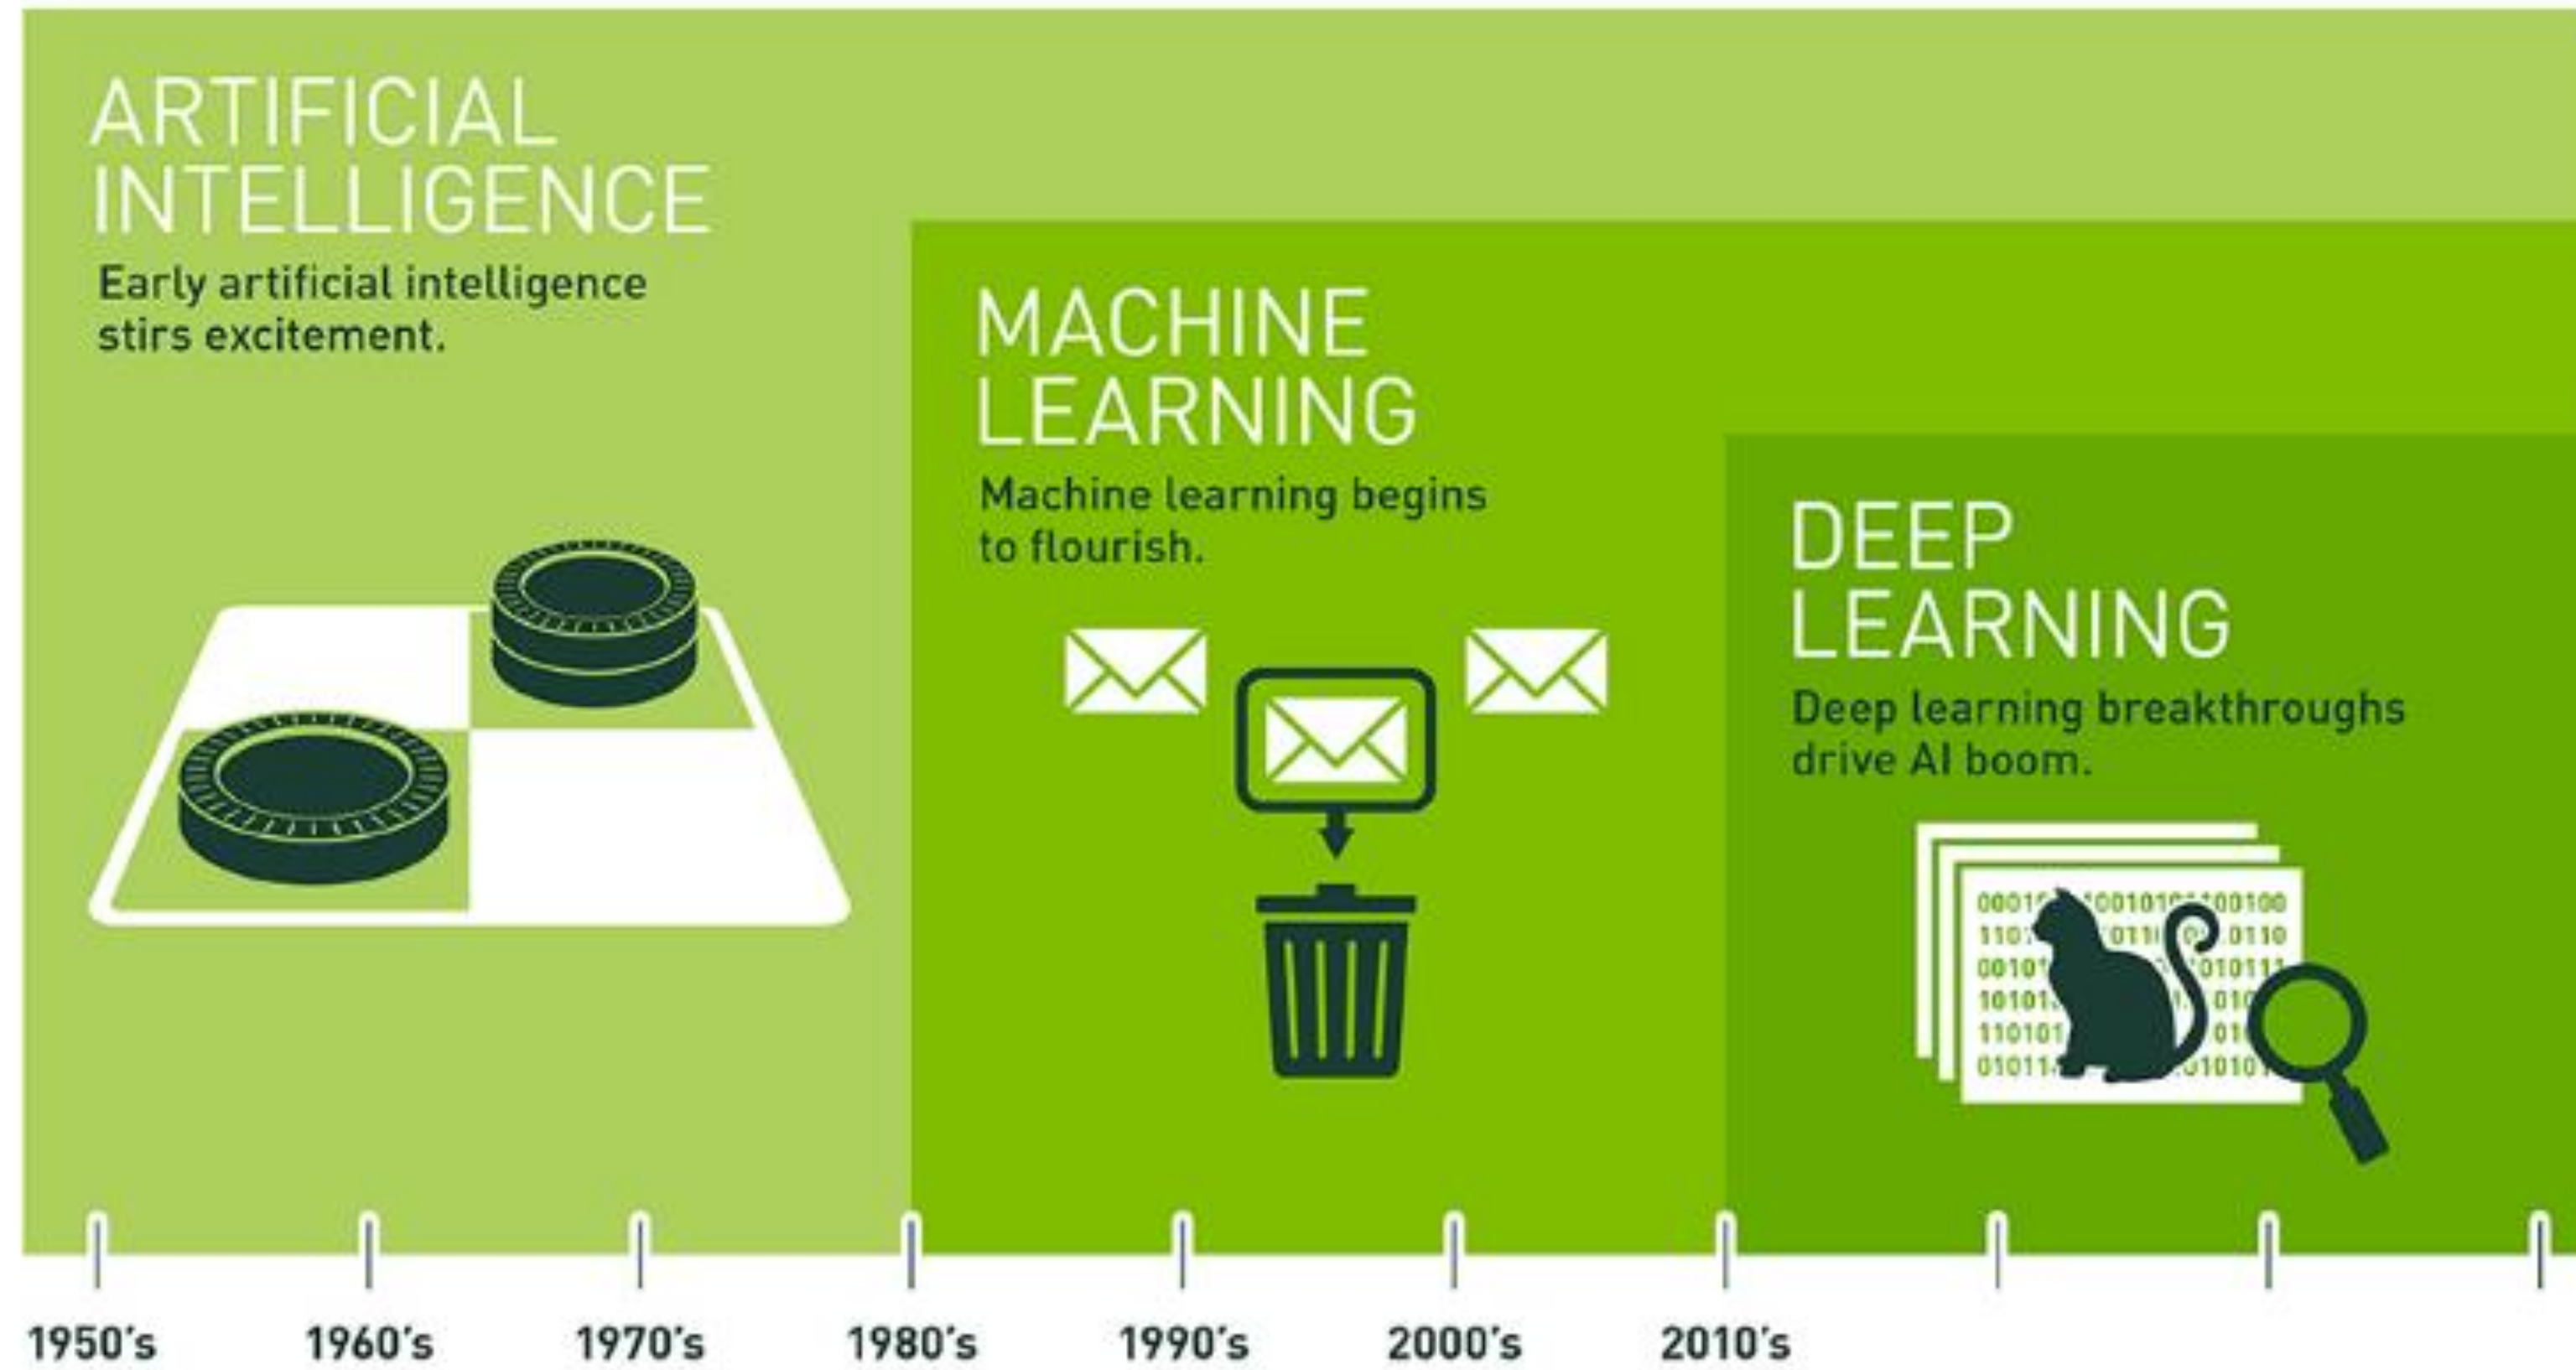 ARTIFICIAL
INTELLIGENCE
Early artificial intelligence
stirs excitement.
MACHINE
LEARNING
Machine learning begins
to flourish.
DEEP
LEARNING
Deep learning breakthroughs
drive AI boom.
1950's
1960's
1970's
1980's
1990's
2000's
2010's